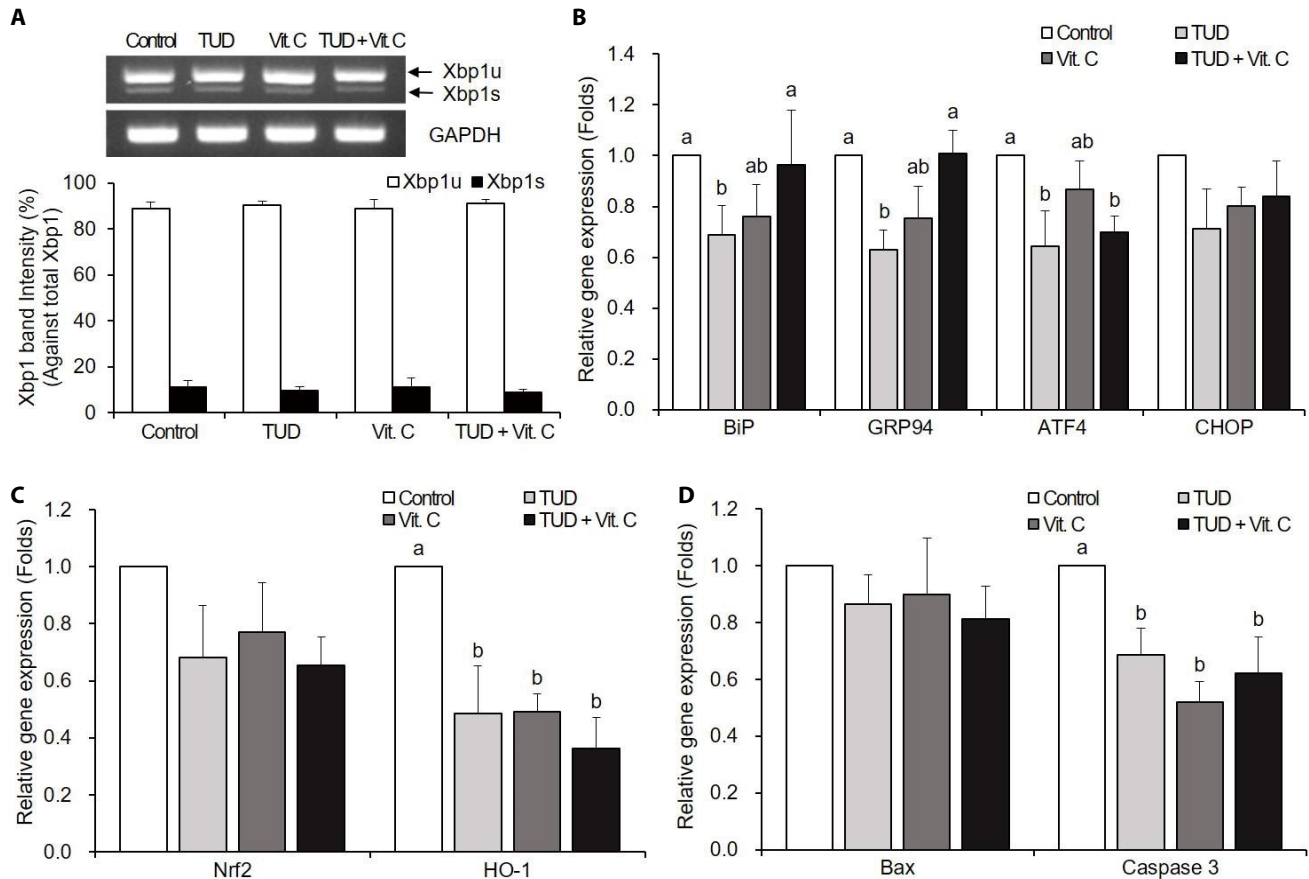 A
Control TUD Vit. C TUD + Vit. C
Xbp1u
Xbp1s
GAPDH
Xbp1 band Intensity (%)
(Against total Xbp1)
100
80
60
40
20
0
Xbp1u Xbp1s
Control TUD Vit. C TUD + Vit. C
B
Control TUD
Vit. C TUD + Vit. C
Relative gene expression (Folds)
1.4
1.2
1.0
0.8
0.6
0.4
0.2
0.0
a b ab a
a b ab a
a b ab b
BiP GRP94 ATF4 CHOP
C
Control TUD
Vit. C TUD + Vit. C
Relative gene expression (Folds)
1.2
1.0
0.8
0.6
0.4
0.2
0.0
a b b b
Nrf2 HO-1
D
Control TUD
Vit. C TUD + Vit. C
Relative gene expression (Folds)
1.2
1.0
0.8
0.6
0.4
0.2
0.0
a b b b
Bax Caspase 3